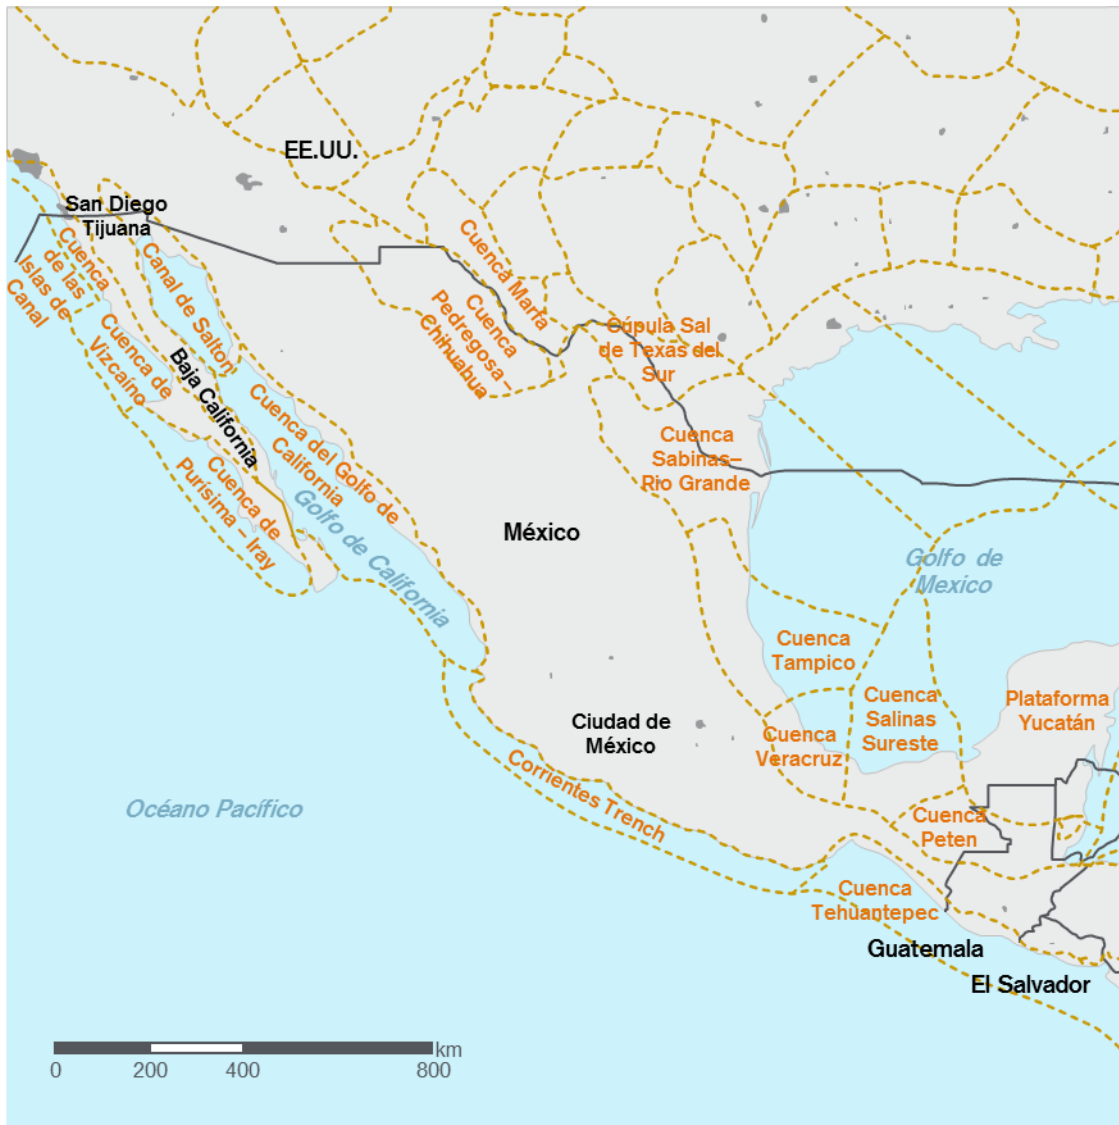 EE.UU.
San Diego
Tijuana
Cuenca
de las
Islas de
Canal
Canal de Salton
Cuenca María
Cuenca
Pedregosa –
Chihuahua
Cúpula Sal
de Texas del
Sur
Cuenca de
Vizcaíno
Baja California
Cuenca del Golfo de
California
Cuenca
Sabinas–
Rio Grande
Cuenca de
Purísima – Iray
Golfo de California
México
Golfo de
Mexico
Cuenca
Tampico
Cuenca
Salinas
Sureste
Plataforma
Yucatán
Ciudad de
México
Cuenca
Veracruz
Corrientes Trench
Océano Pacífico
Cuenca
Peten
Cuenca
Tehuantepec
Guatemala
El Salvador
km
0 200 400 800